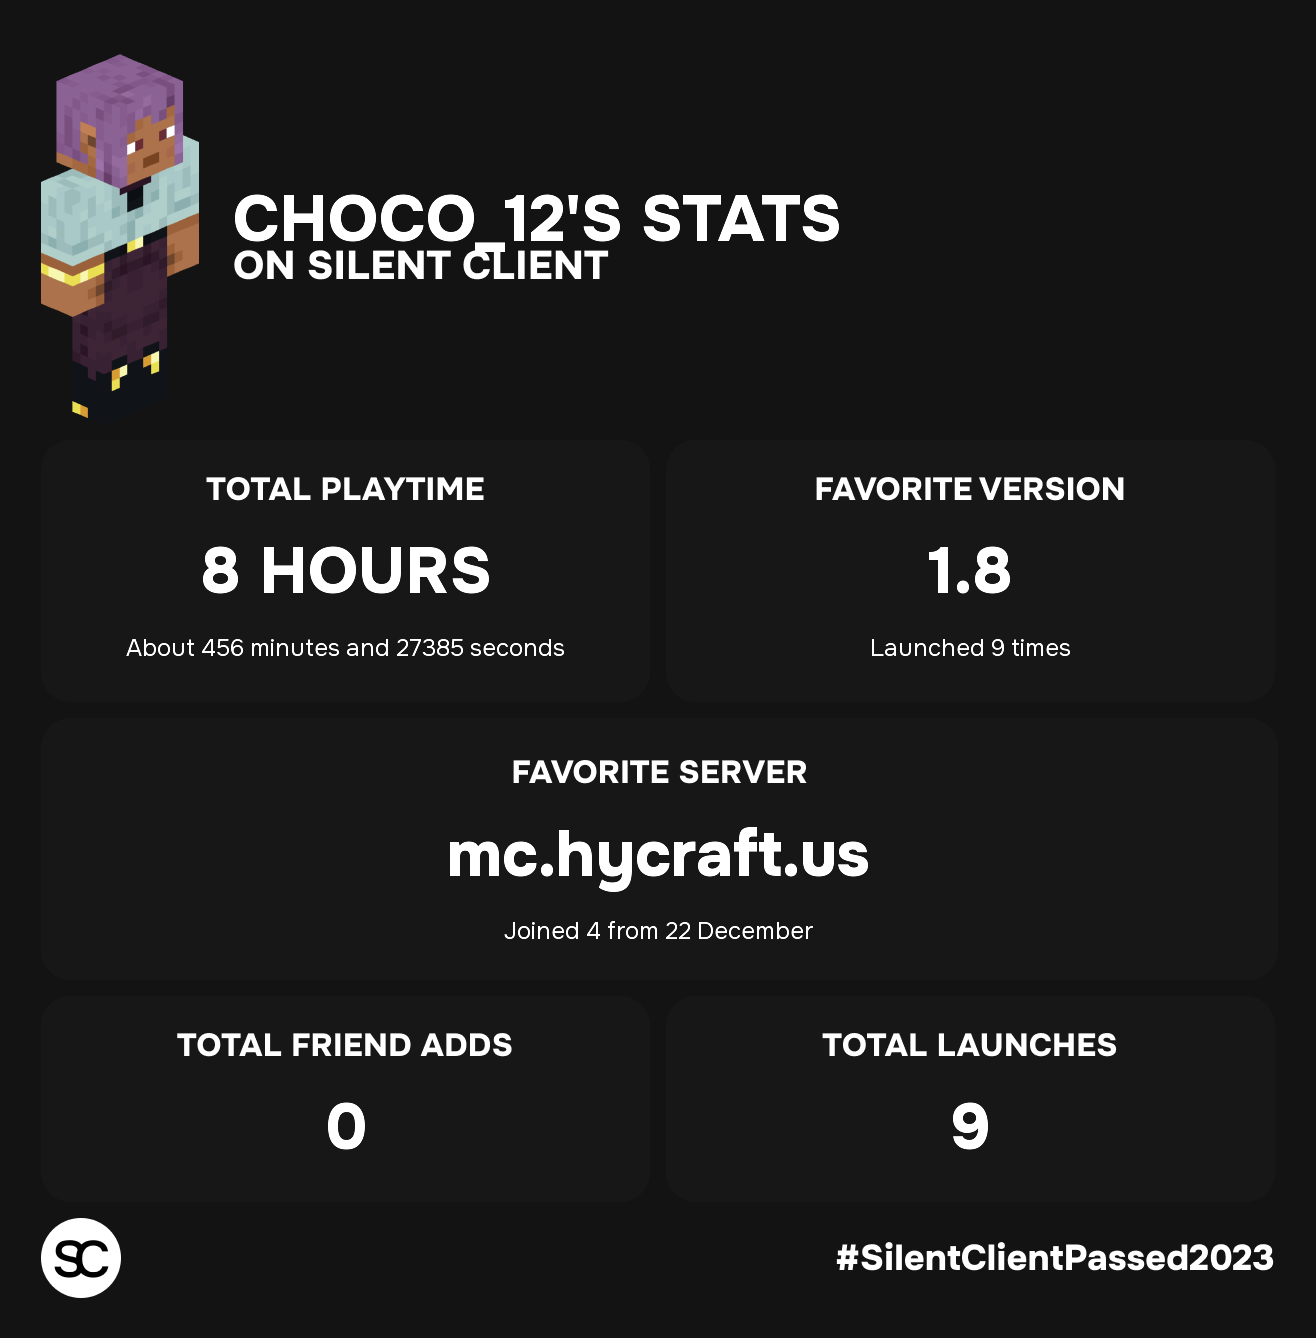 CHOCO_12'S STATS
ON SILENT CLIENT
TOTAL PLAYTIME
8 HOURS
About 456 minutes and 27385 seconds
FAVORITE VERSION
1.8
Launched 9 times
FAVORITE SERVER
mc.hycraft.us
Joined 4 from 22 December
TOTAL FRIEND ADDS
0
TOTAL LAUNCHES
9
SC
#SilentClientPassed2023